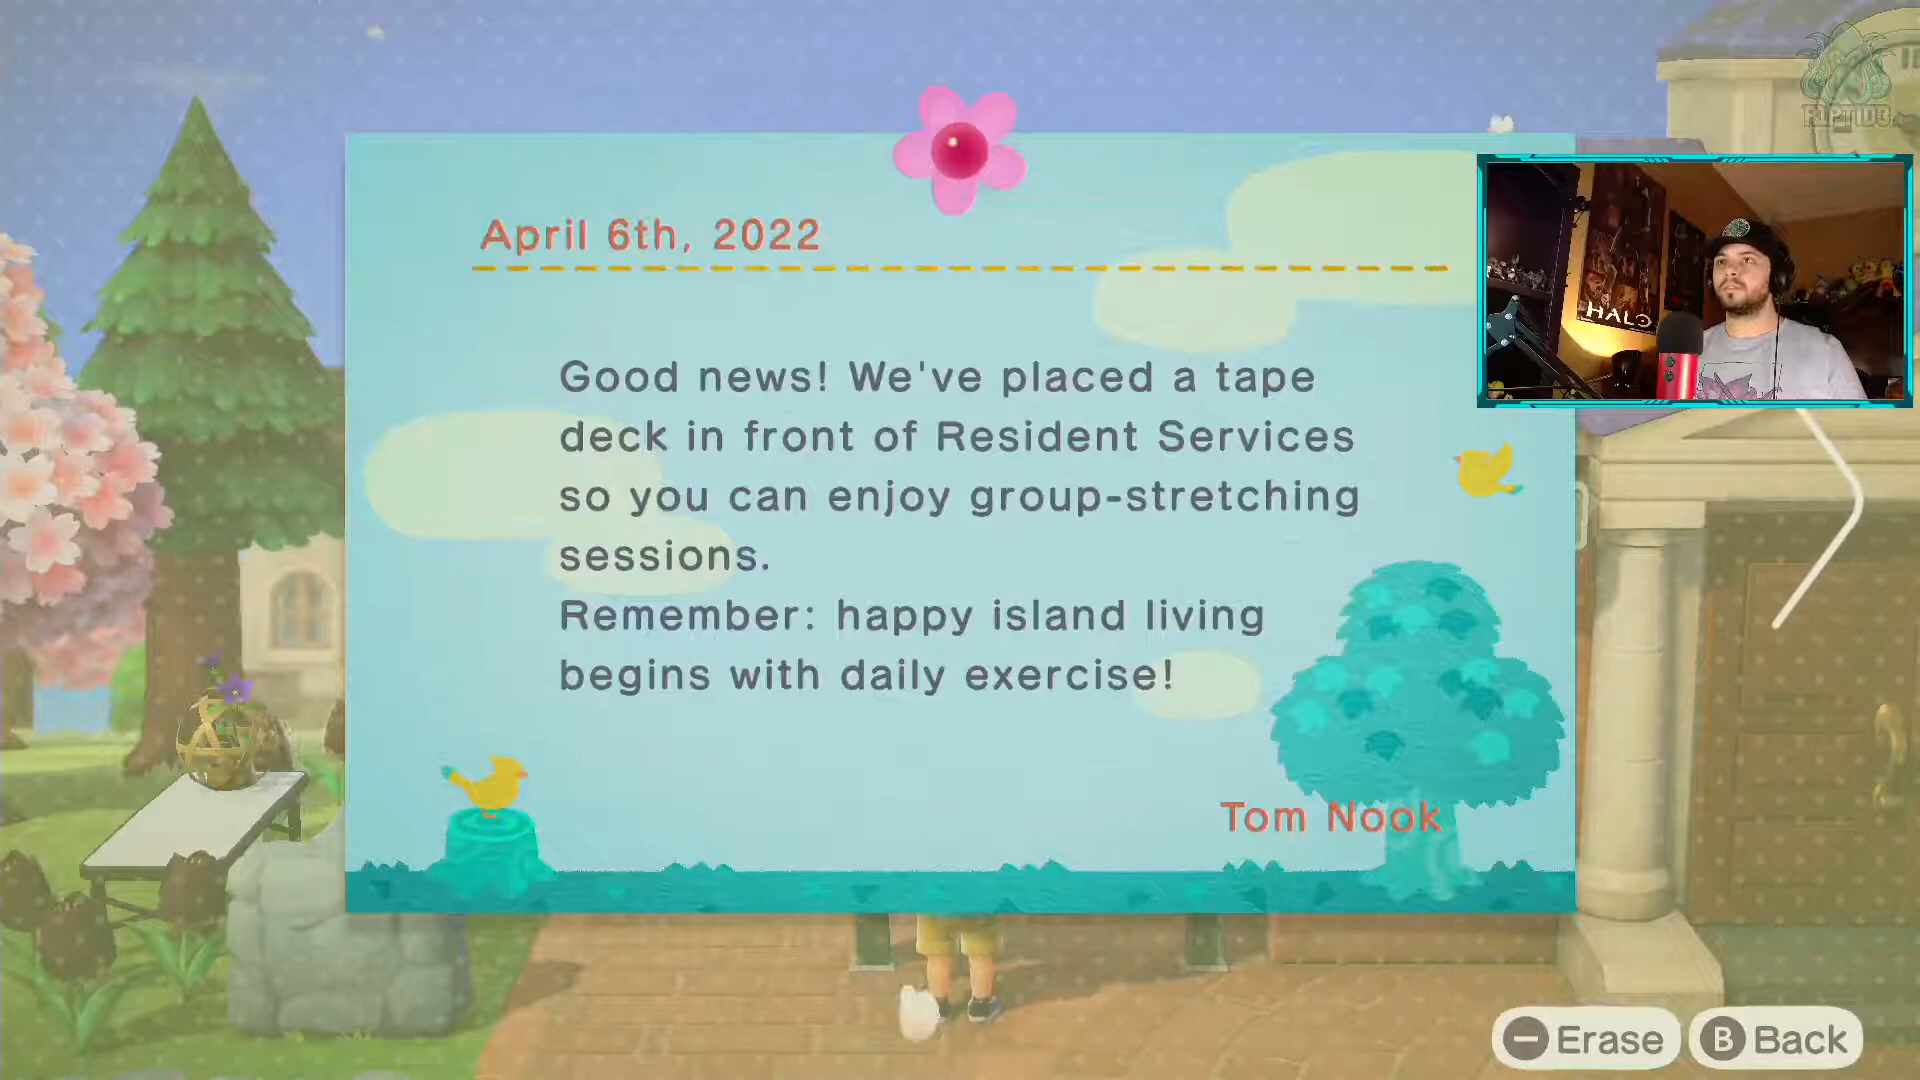 R1PT1D3
April 6th, 2022
HALO
Good news! We've placed a tape
deck in front of Resident Services
so you can enjoy group-stretching
sessions.
Remember: happy island living
begins with daily exercise!
Tom Nook
Erase
B Back